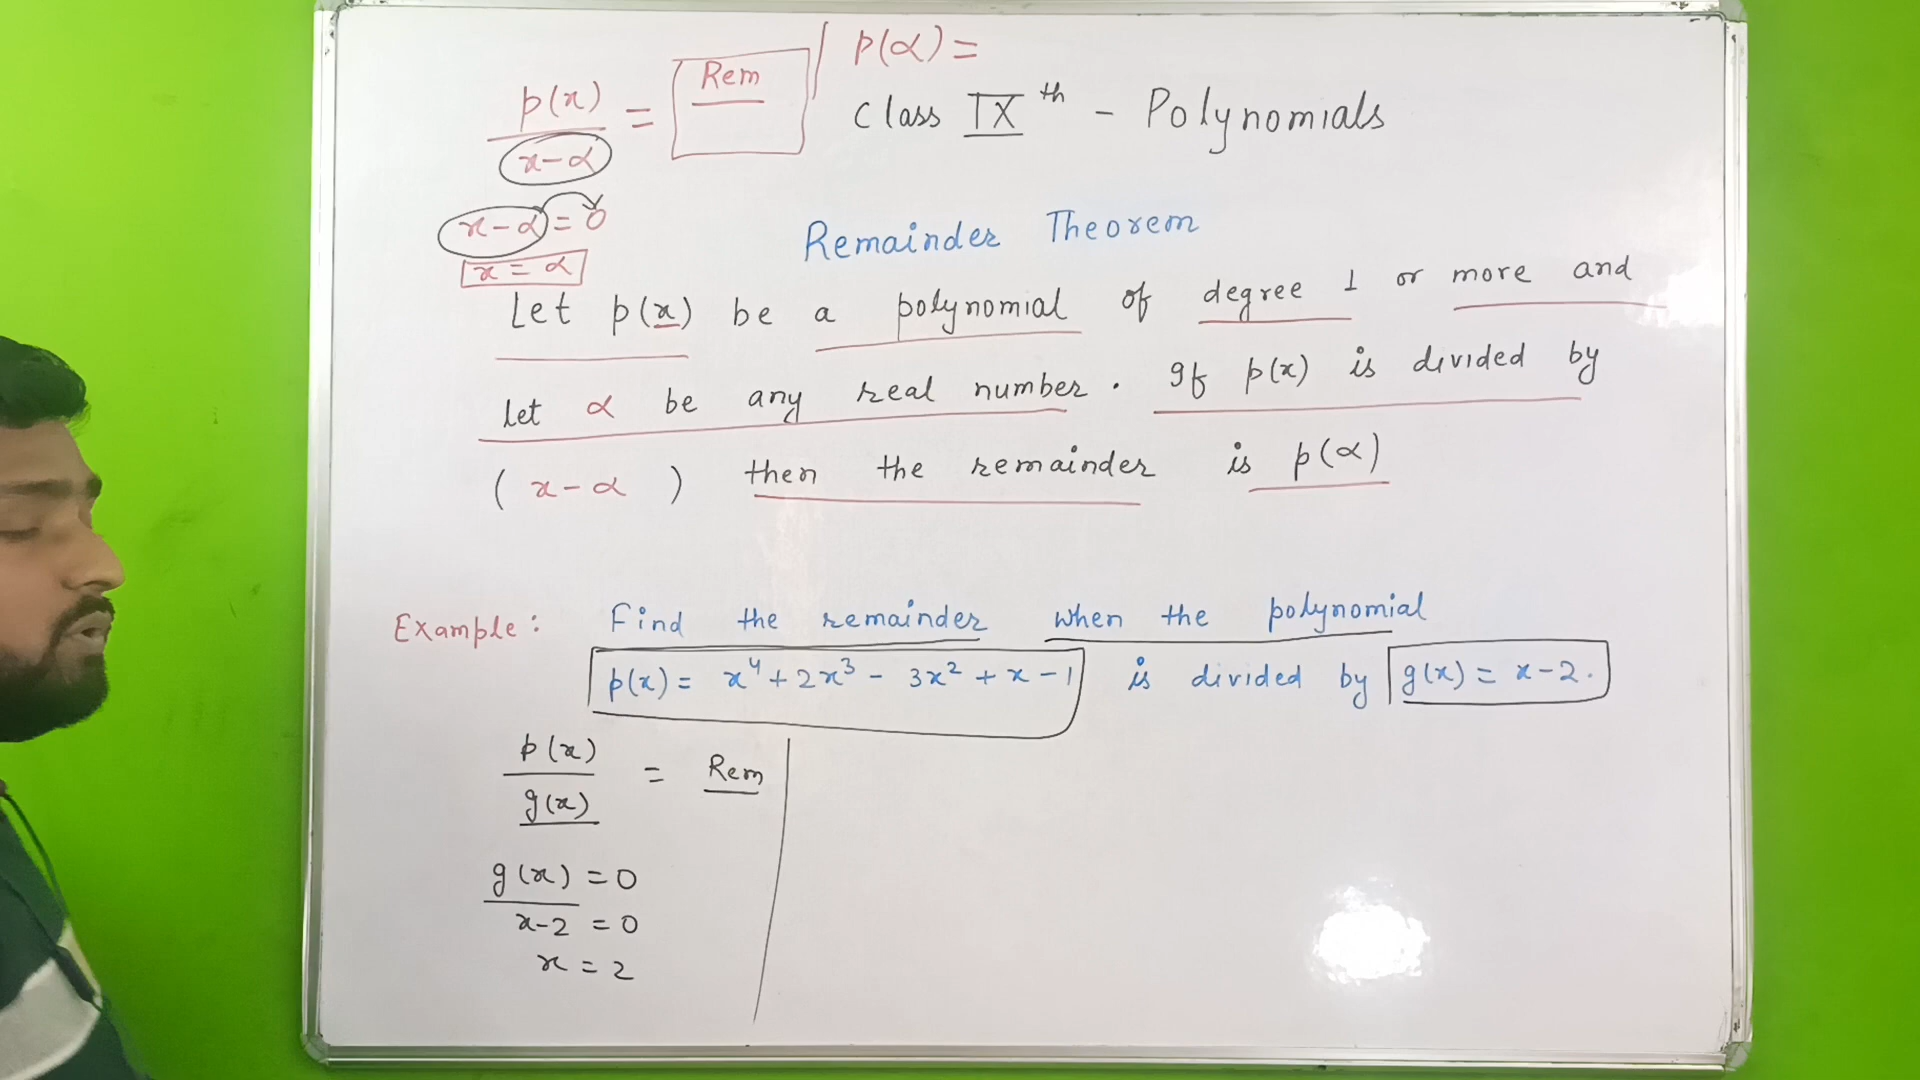 p(x)/(x-α) = Rem
p(α) =
Class IXth - Polynomials
x-α = 0
x = α
Remainder Theorem
Let p(x) be a polynomial of degree 1 or more and
let α be any real number. If p(x) is divided by
( x-α ) then the remainder is p(α)
Example: Find the remainder when the polynomial
p(x) = x⁴ + 2x³ - 3x² + x - 1 is divided by g(x) = x-2.
p(x)/g(x) = Rem
g(x) = 0
x-2 = 0
x = 2